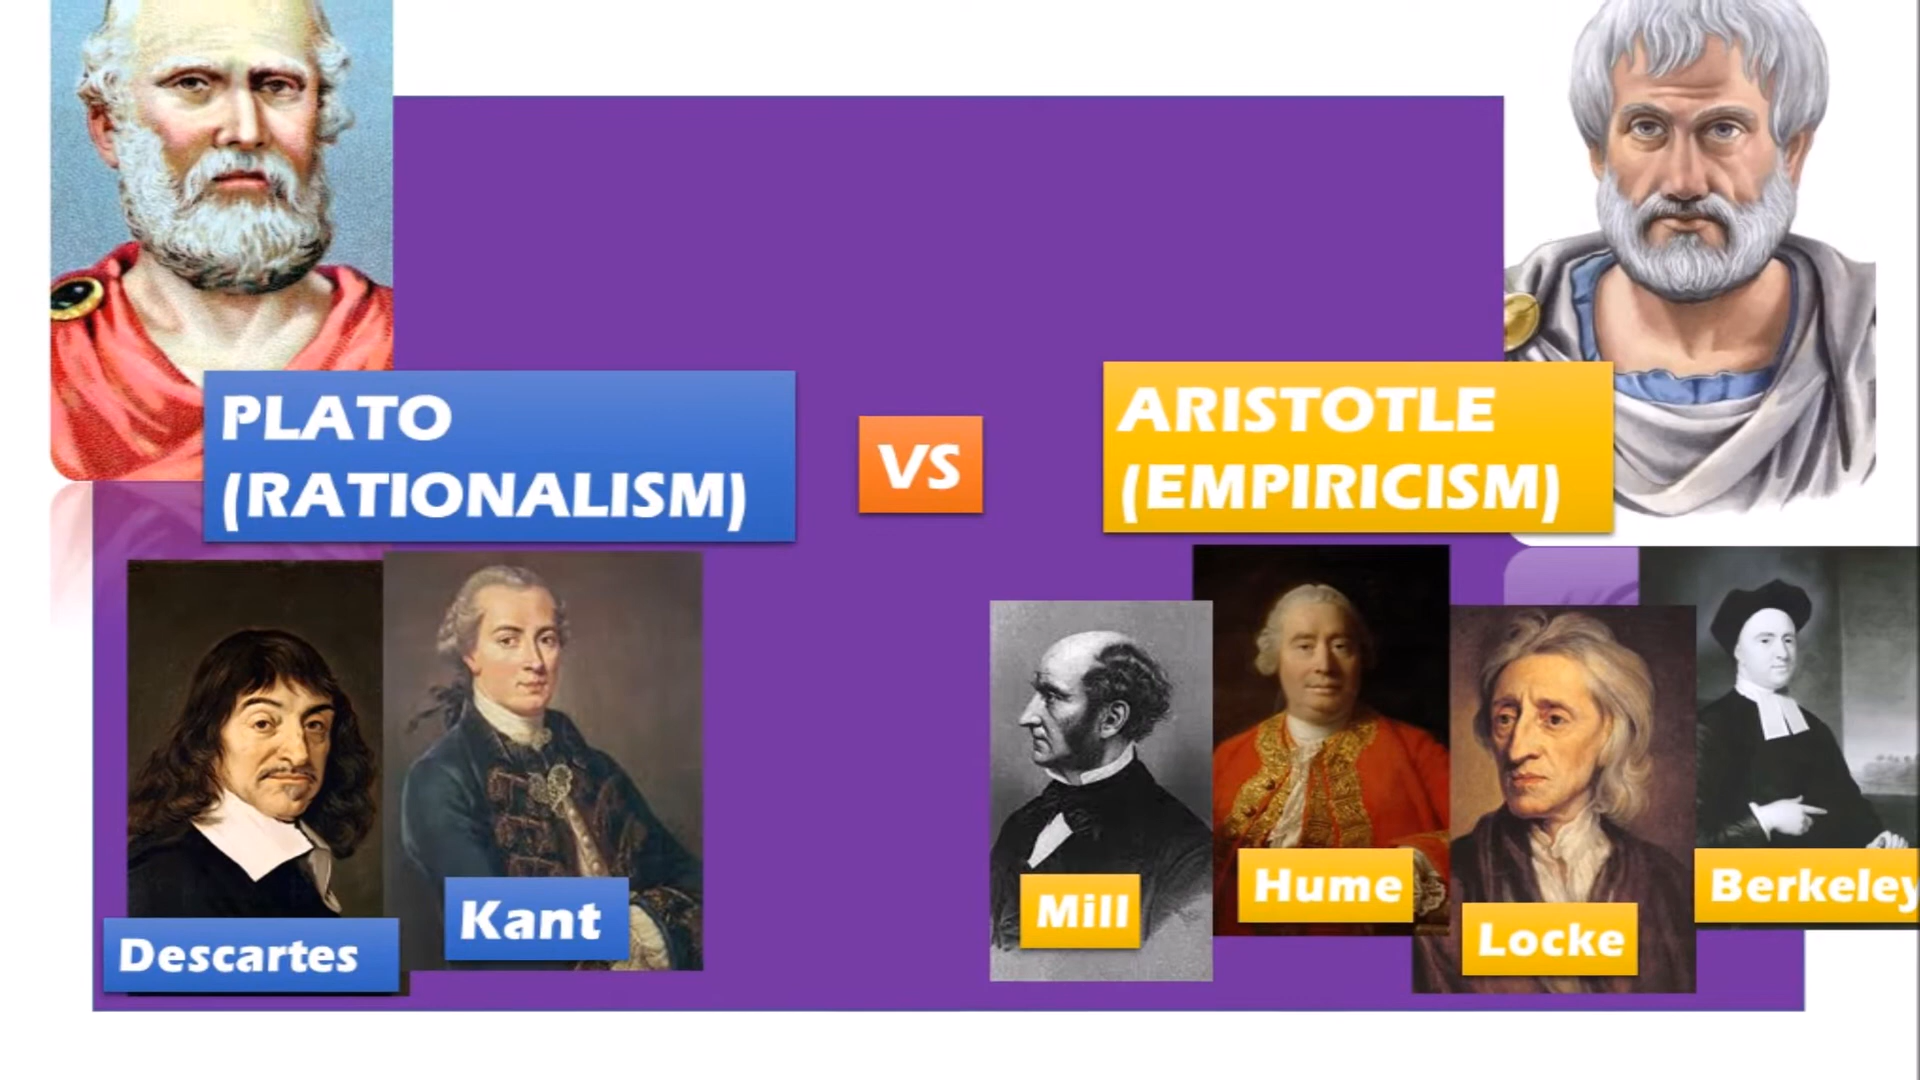 PLATO
(RATIONALISM)
VS
ARISTOTLE
(EMPIRICISM)
Descartes
Kant
Mill
Hume
Locke
Berkeley